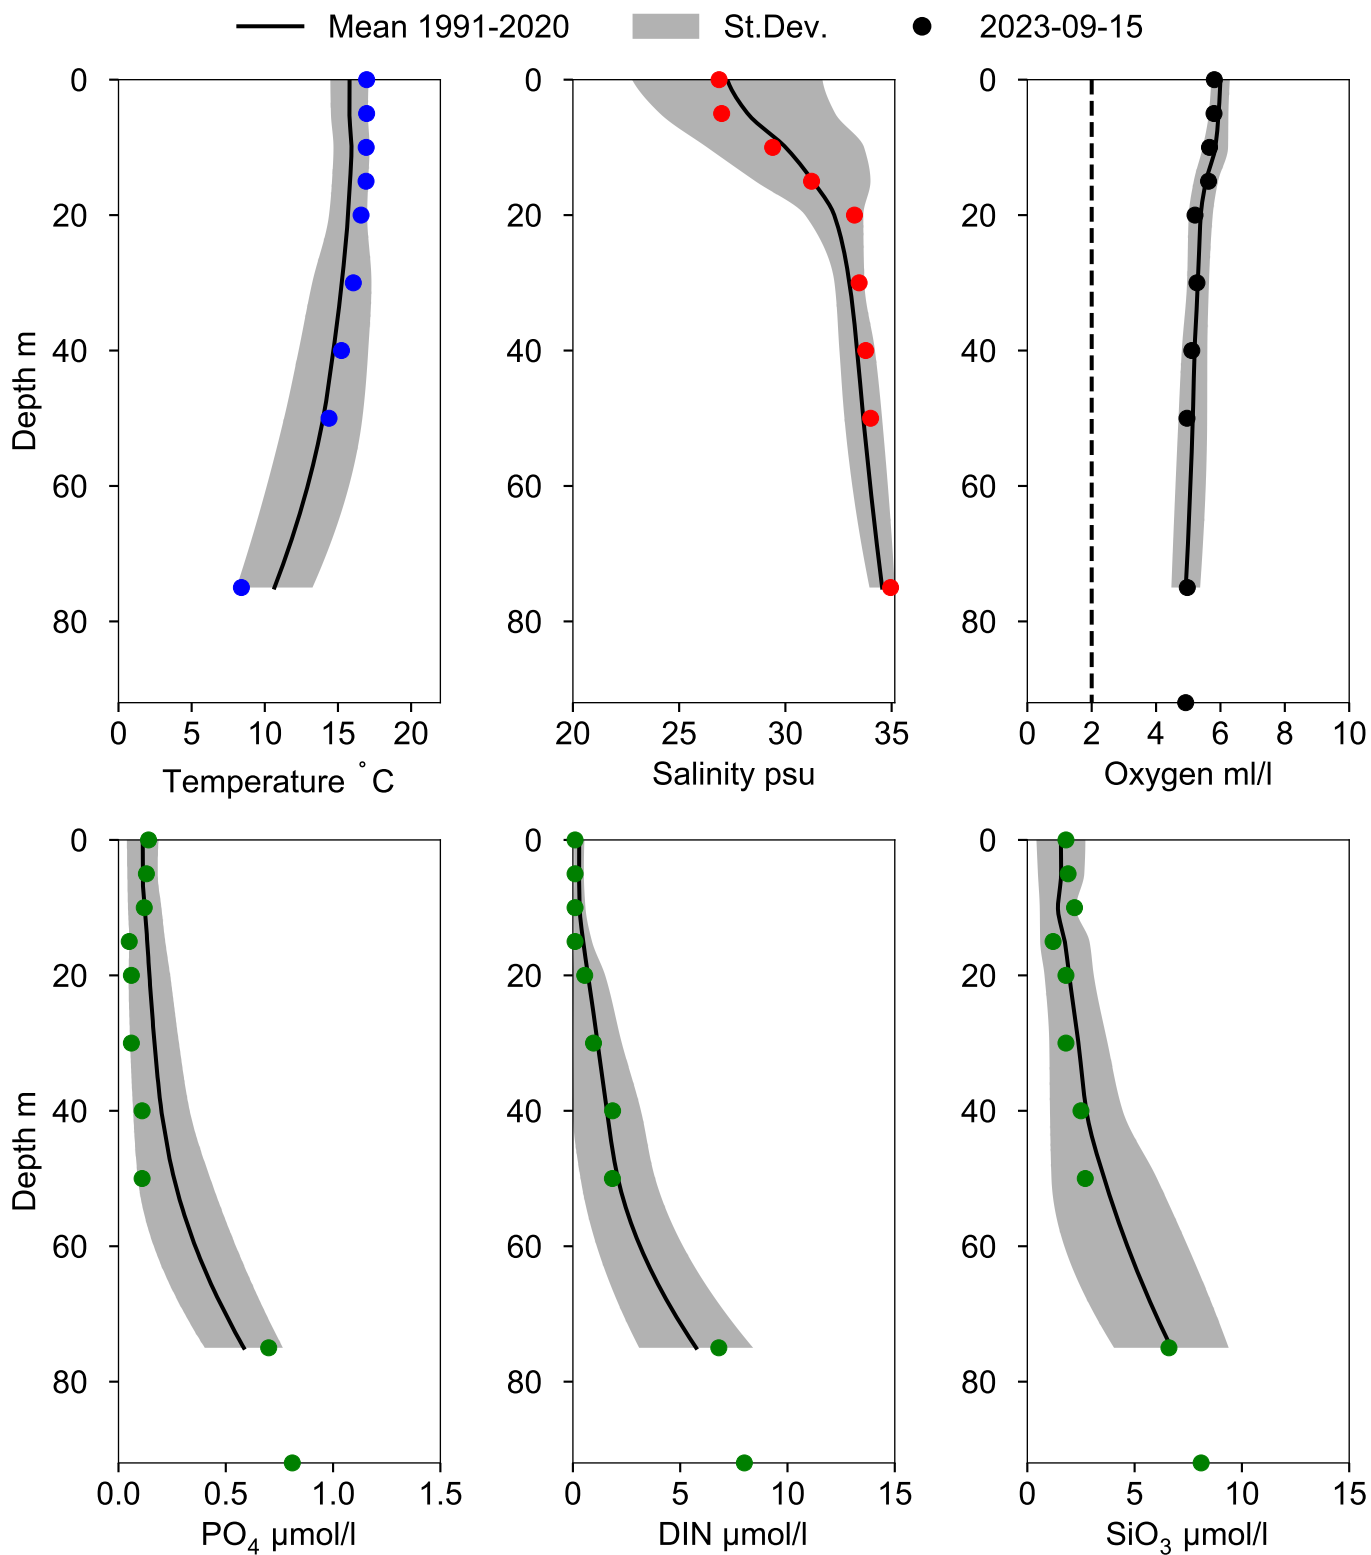 Mean 1991-2020 St.Dev. 2023-09-15
0 0 0
20 20 20
40 40 40
60 60 60
80 80 80
Depth m
0 5 10 15 20 20 25 30 35 0 2 4 6 8 10
Temperature °C Salinity psu Oxygen ml/l
0 0 0
20 20 20
40 40 40
60 60 60
80 80 80
Depth m
0.0 0.5 1.0 1.5 0 5 10 15 0 5 10 15
PO₄ µmol/l DIN µmol/l SiO₃ µmol/l